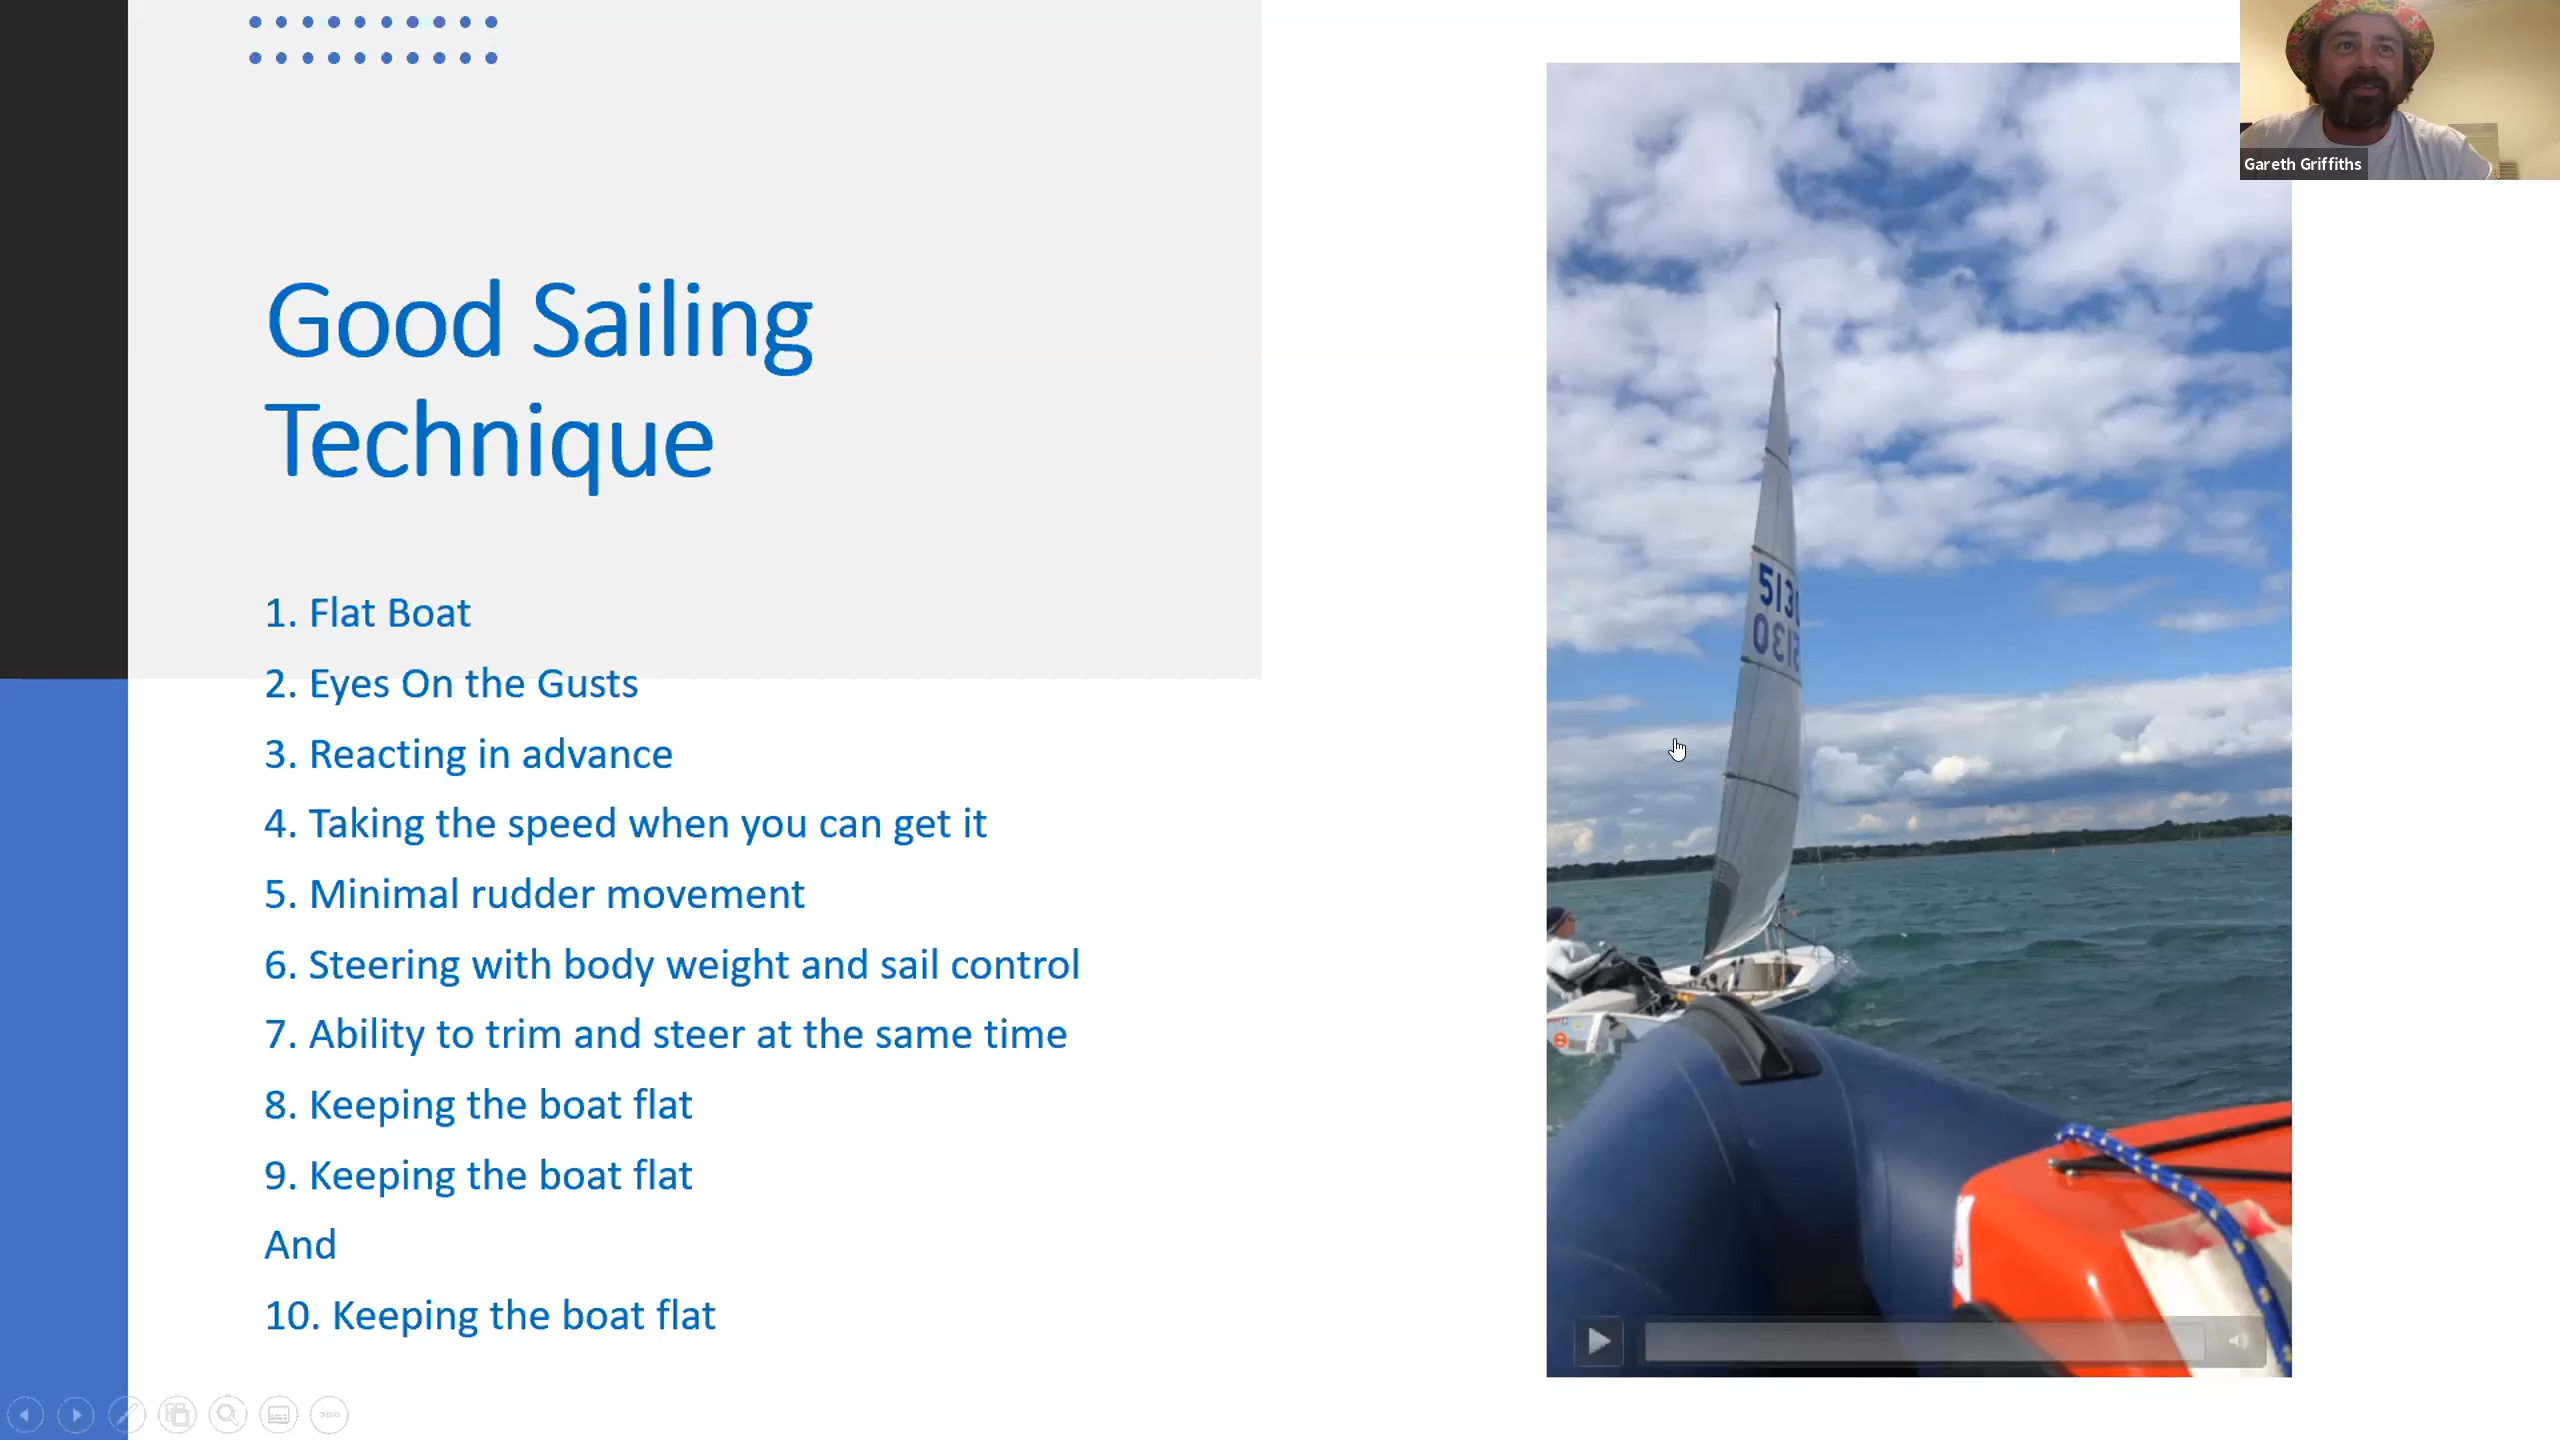 Good Sailing
Technique
1. Flat Boat
2. Eyes On the Gusts
3. Reacting in advance
4. Taking the speed when you can get it
5. Minimal rudder movement
6. Steering with body weight and sail control
7. Ability to trim and steer at the same time
8. Keeping the boat flat
9. Keeping the boat flat
And
10. Keeping the boat flat
Gareth Griffiths